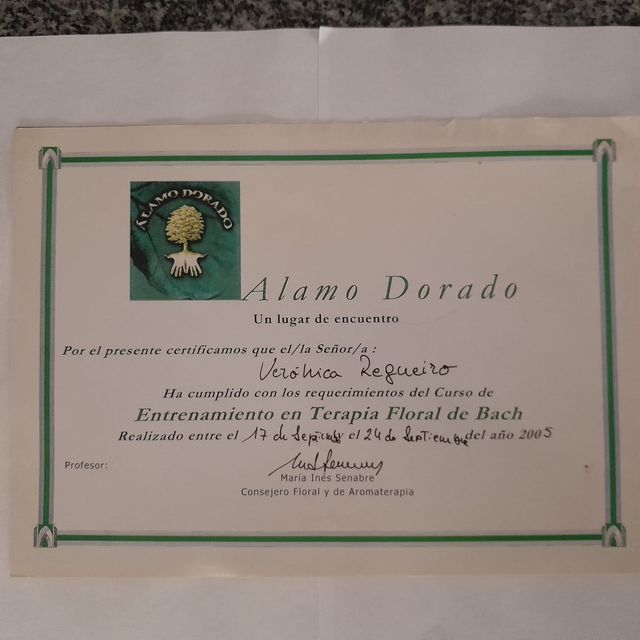 ÁLAMO DORADO
Alamo Dorado
Un lugar de encuentro
Por el presente certificamos que el/la Señor/a :
Verónica Regueiro
Ha cumplido con los requerimientos del Curso de
Entrenamiento en Terapia Floral de Bach
Realizado entre el 17 de Septiembre el 24 de Septiembre del año 2005
Profesor:
María Inés Senabre
Consejero Floral y de Aromaterapia